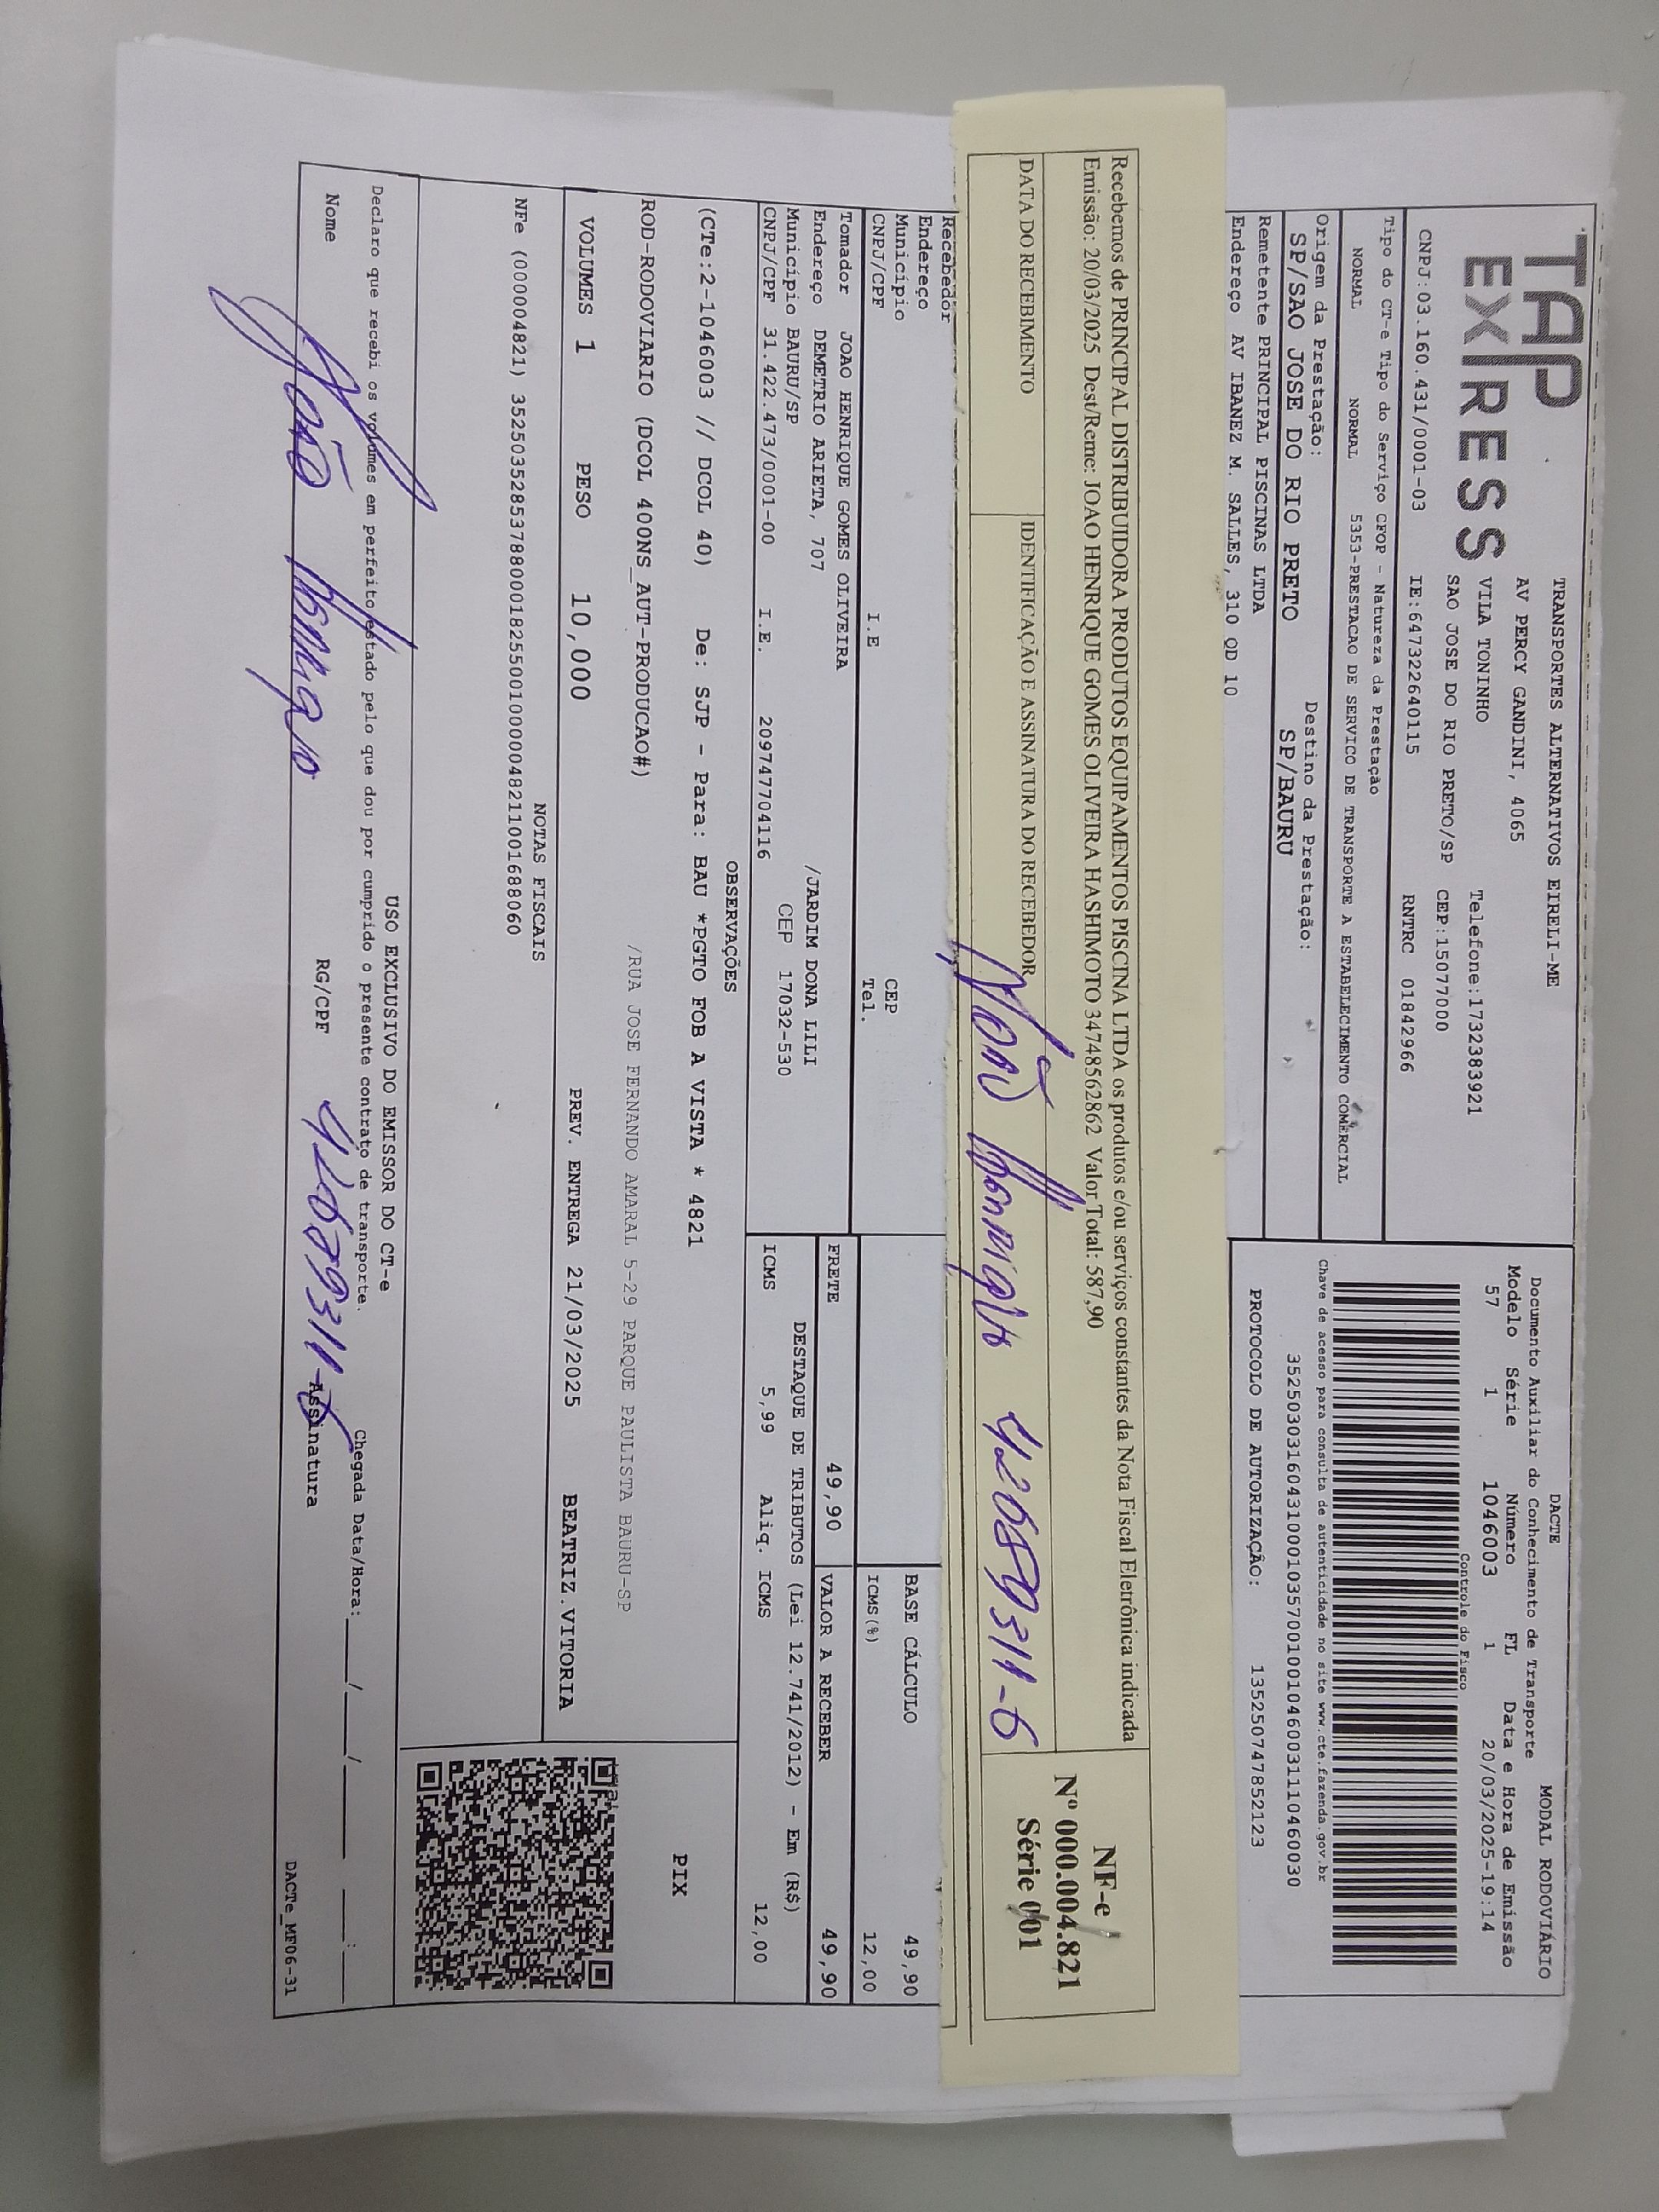 TAP
EXPRESS
TRANSPORTES ALTERNATIVOS EIRELI-ME
AV PERCY GANDINI, 4065
VILA TONINHO Telefone:1732383921
SAO JOSE DO RIO PRETO/SP CEP:15077000
CNPJ:03.160.431/0001-03 IE:647322640115 RNTRC 01842966
Tipo do CT-e Tipo do Serviço CFOP - Natureza da Prestação
NORMAL NORMAL 5353-PRESTACAO DE SERVICO DE TRANSPORTE A ESTABELECIMENTO COMERCIAL
Origem da Prestação: Destino da Prestação:
SP/SAO JOSE DO RIO PRETO SP/BAURU
Remetente PRINCIPAL PISCINAS LTDA
Endereço AV IBANEZ M. SALLES, 310 QD 10
DACTE MODAL RODOVIÁRIO
Documento Auxiliar do Conhecimento de Transporte
Modelo Série Número FL Data e Hora de Emissão
57 1 1046003 1 20/03/2025-19:14
Controle do Fisco
Chave de acesso para consulta de autenticidade no site www.cte.fazenda.gov.br
35250303160431000103570010010460031110460030
PROTOCOLO DE AUTORIZAÇÃO: 135250747852123
Recebemos de PRINCIPAL DISTRIBUIDORA PRODUTOS EQUIPAMENTOS PISCINA LTDA os produtos e/ou serviços constantes da Nota Fiscal Eletrônica indicada
Emissão: 20/03/2025 Dest/Reme: JOAO HENRIQUE GOMES OLIVEIRA HASHIMOTO 34748562862 Valor Total: 587,90
DATA DO RECEBIMENTO IDENTIFICAÇÃO E ASSINATURA DO RECEBEDOR
João 42689311-6
NF-e
Nº 000.004.821
Série 001
Recebedor
Endereço
Município CEP
CNPJ/CPF I.E Tel.
BASE CÁLCULO 49,90
ICMS(%) 12,00
Tomador JOAO HENRIQUE GOMES OLIVEIRA
Endereço DEMETRIO ARIETA, 707 /JARDIM DONA LILI
Município BAURU/SP CEP 17032-530
CNPJ/CPF 31.422.473/0001-00 I.E. 209747704116
FRETE 49,90 VALOR A RECEBER 49,90
DESTAQUE DE TRIBUTOS (Lei 12.741/2012) - Em (R$)
ICMS 5,99 Aliq. ICMS 12,00
OBSERVAÇÕES
(CTe:2-1046003 // DCOL 40) De: SJP - Para: BAU *PGTO FOB A VISTA * 4821
ROD-RODOVIARIO (DCOL 40ONS_AUT-PRODUCAO#) /RUA JOSE FERNANDO AMARAL 5-29 PARQUE PAULISTA BAURU-SP
PIX
VOLUMES 1 PESO 10,000 PREV. ENTREGA 21/03/2025 BEATRIZ.VITORIA
NOTAS FISCAIS
NFe (000004821) 35250352853788000182550010000048211001688060
USO EXCLUSIVO DO EMISSOR DO CT-e
Declaro que recebi os volumes em perfeito estado pelo que dou por cumprido o presente contrato de transporte.
Chegada Data/Hora:___/___/____ ___:___
Nome João RG/CPF 42689311-6 Assinatura
DACTe_MF06-31